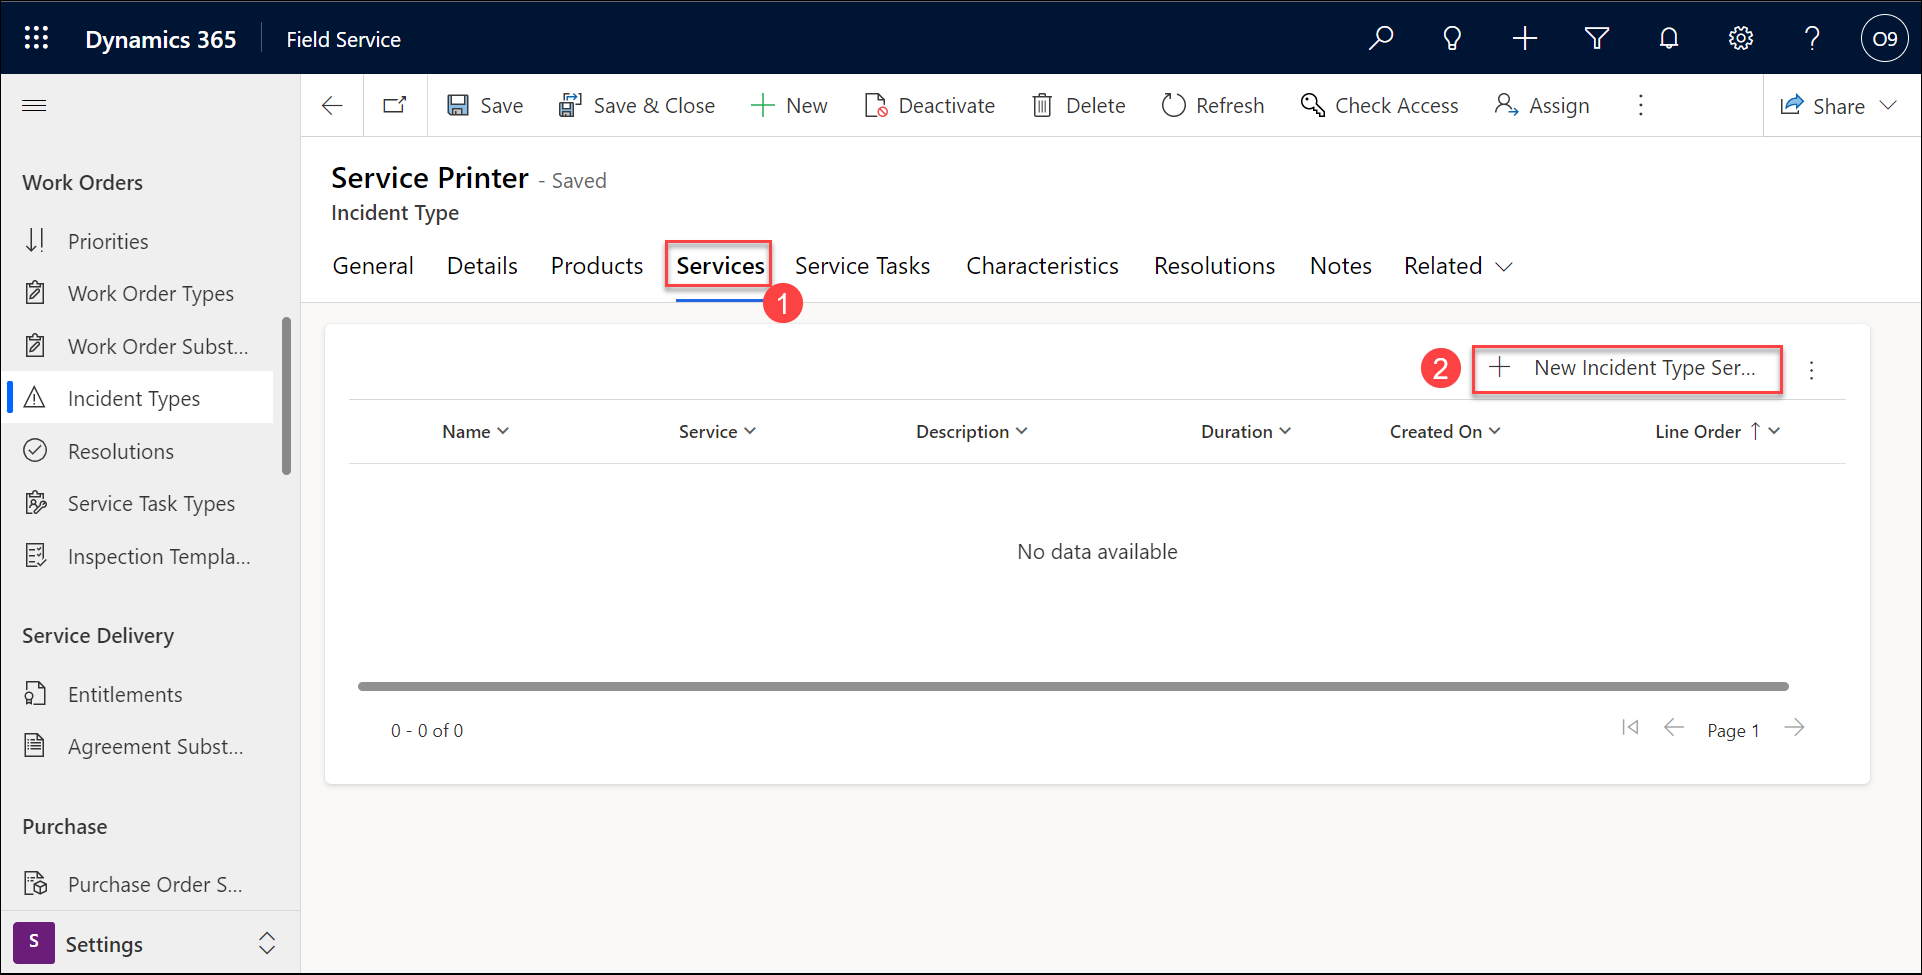 Dynamics 365 Field Service O9
Save Save & Close New Deactivate Delete Refresh Check Access Assign Share
Work Orders
Priorities
Work Order Types
Work Order Subst...
Incident Types
Resolutions
Service Task Types
Inspection Templa...
Service Delivery
Entitlements
Agreement Subst...
Purchase
Purchase Order S...
S Settings
Service Printer - Saved
Incident Type
General Details Products Services Service Tasks Characteristics Resolutions Notes Related
1
2 New Incident Type Ser...
Name Service Description Duration Created On Line Order
No data available
0 - 0 of 0 Page 1